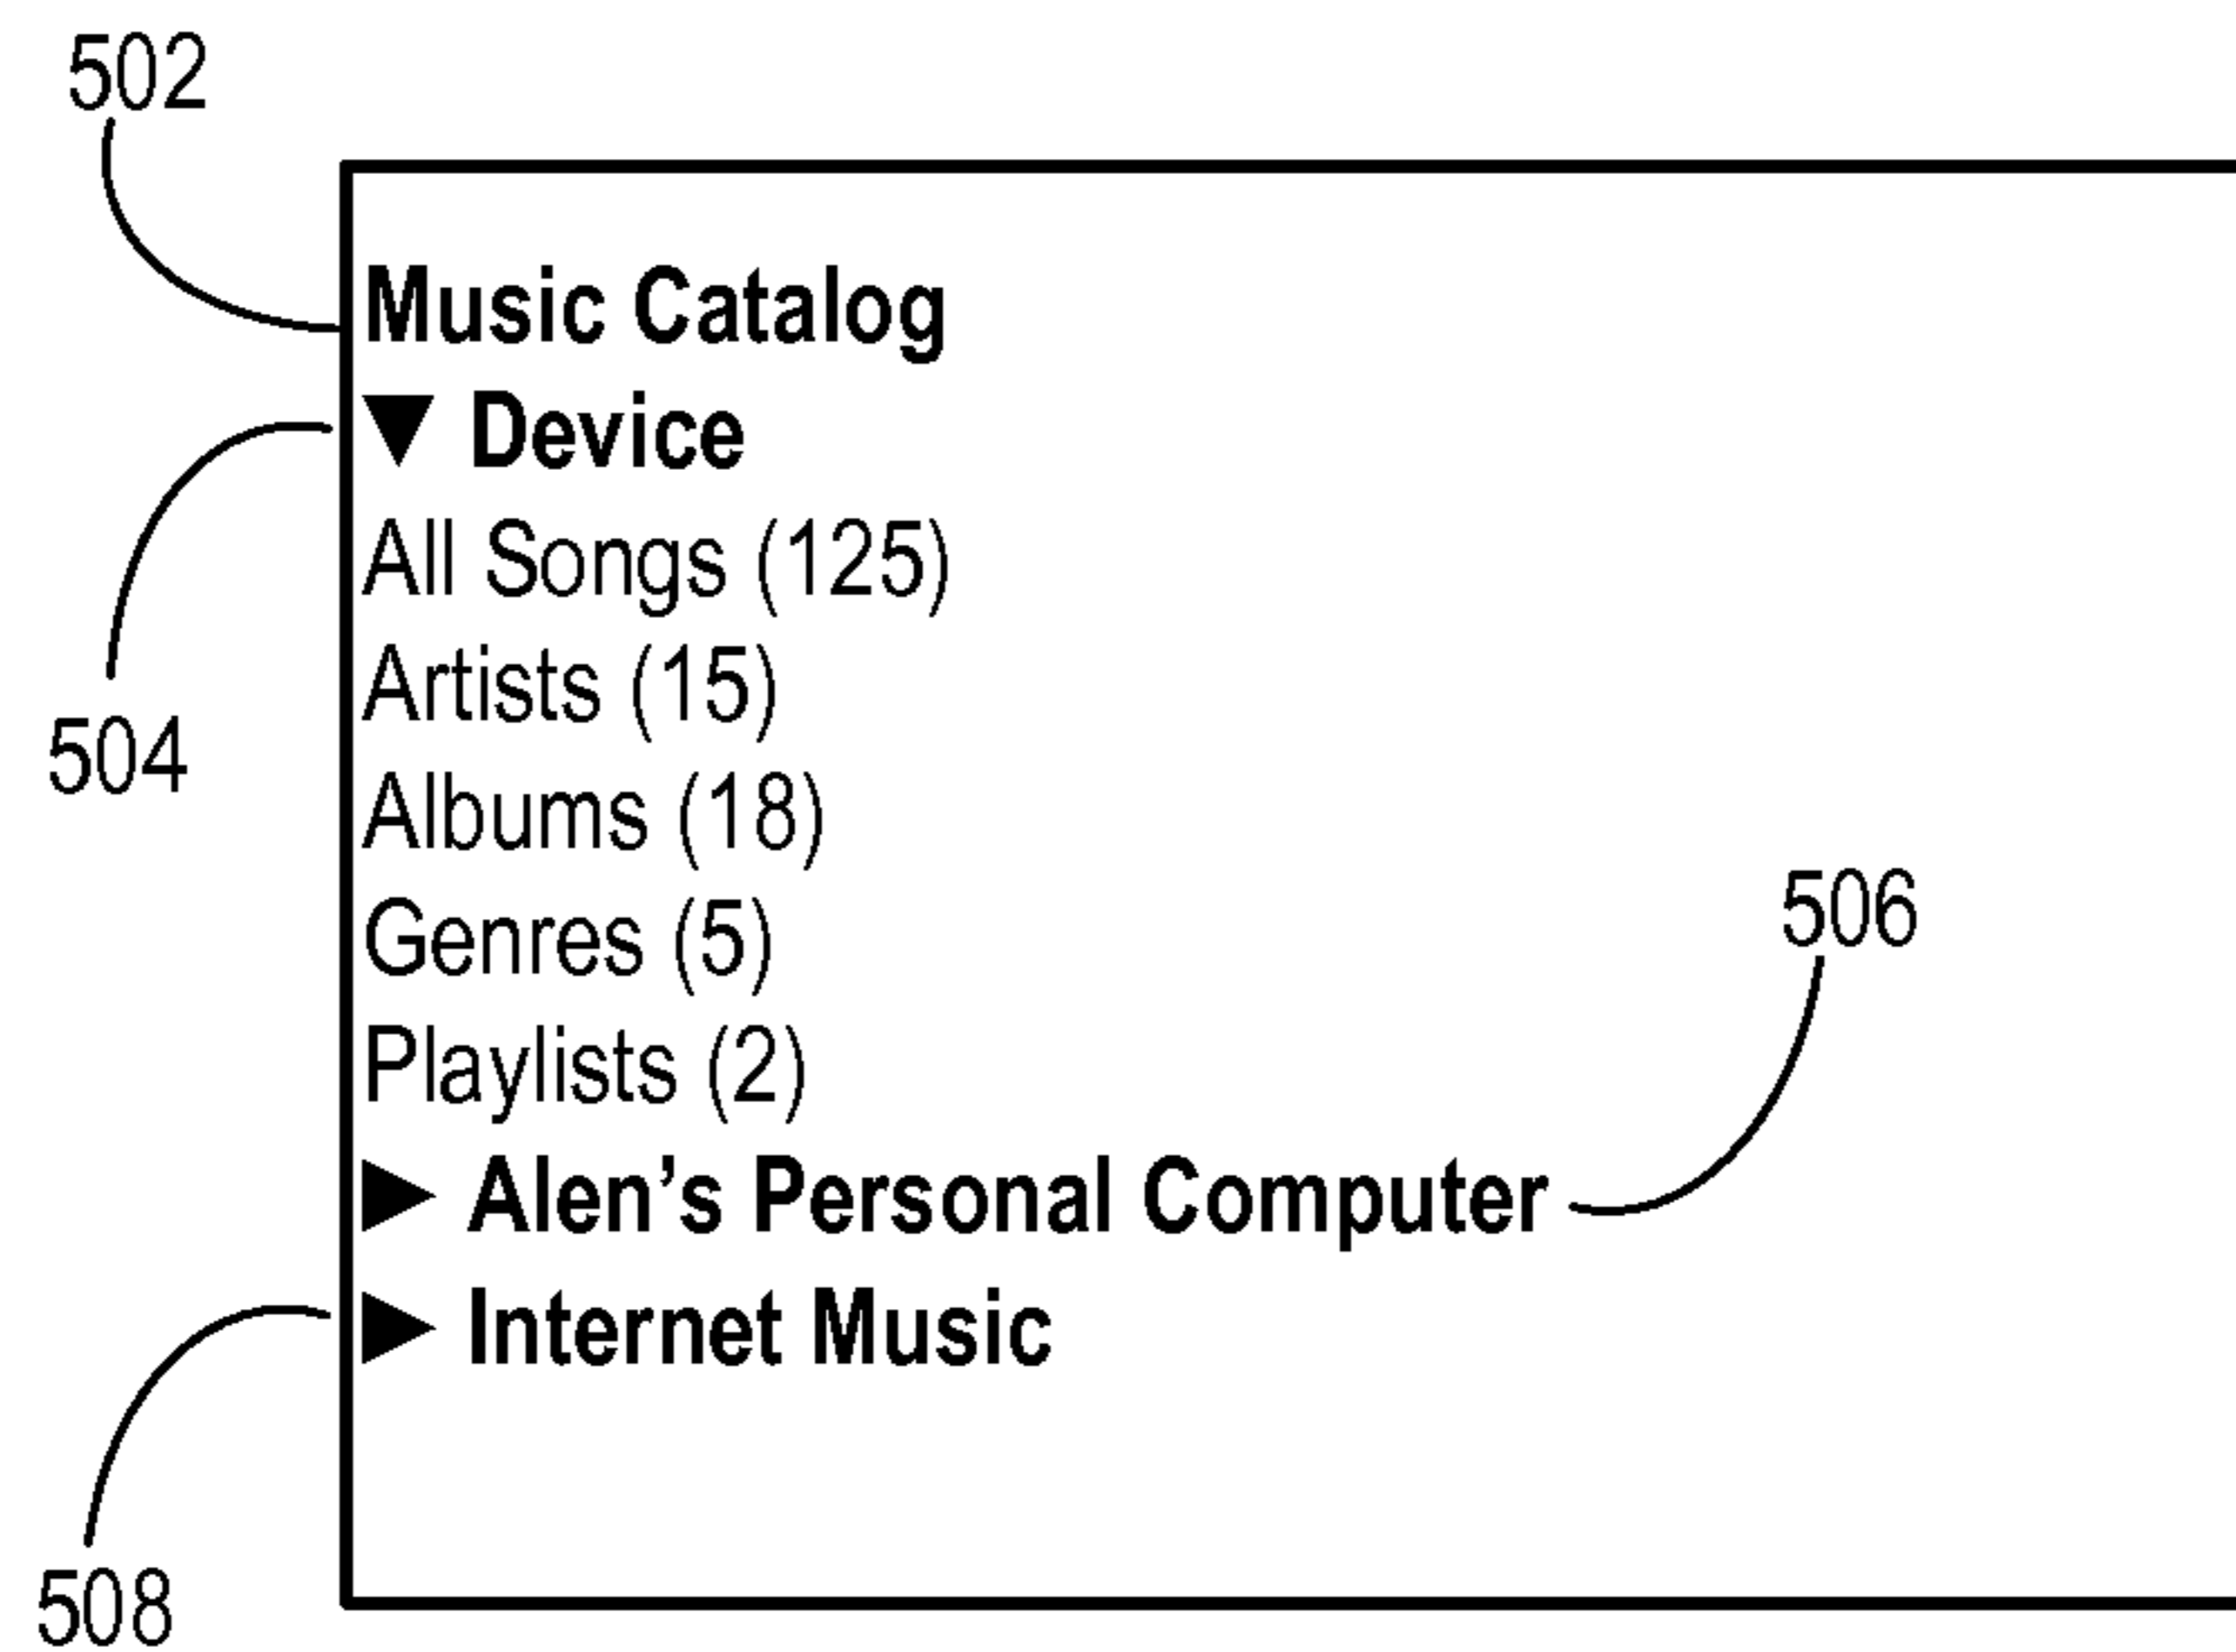 502
Music Catalog
▼ Device
All Songs (125)
Artists (15)
504
Albums (18)
Genres (5)
506
Playlists (2)
▶ Alen's Personal Computer
▶ Internet Music
508